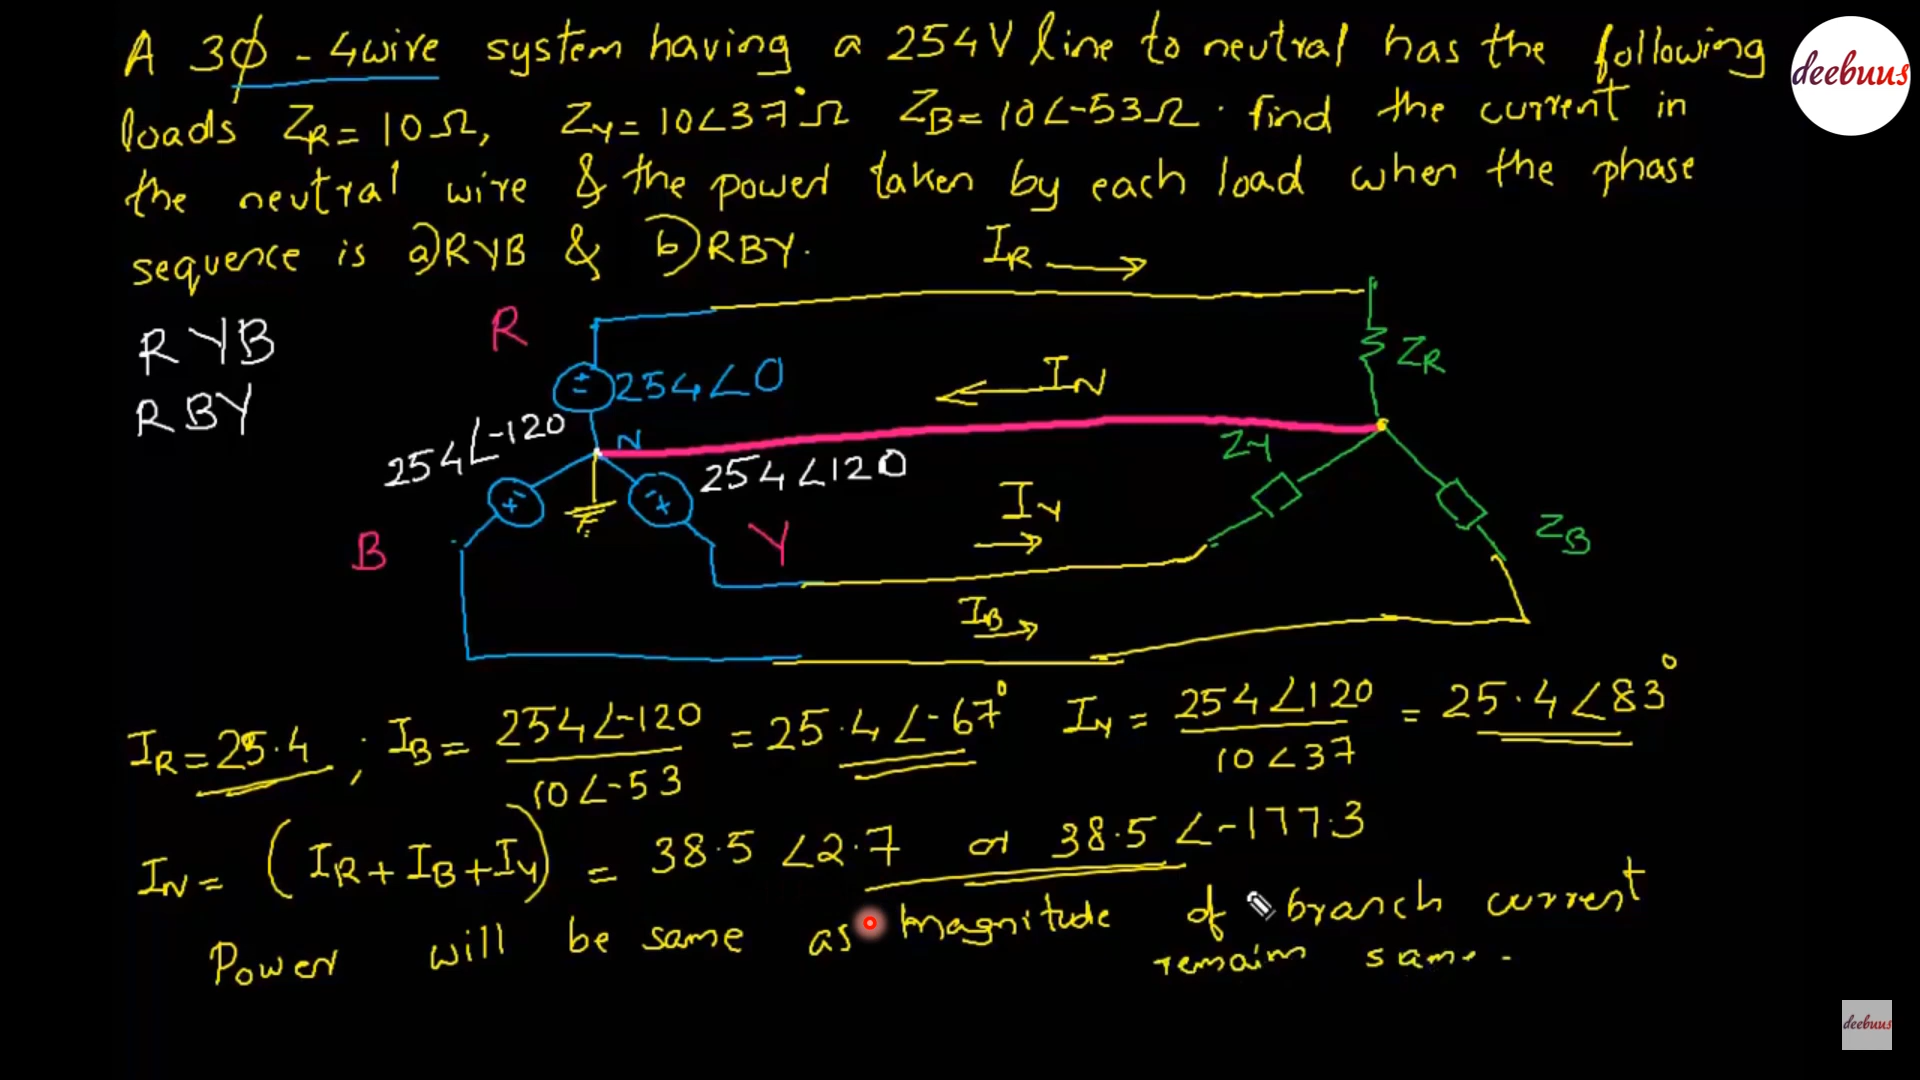 A 3ϕ - 4wire system having a 254V line to neutral has the following
loads ZR = 10Ω, ZY = 10∠37°Ω ZB = 10∠-53Ω. find the current in
the neutral wire & the power taken by each load when the phase
sequence is a) RYB & b) RBY.
IR
RYB
R
ZR
RBY
254∠0
IN
254∠-120
N
254∠120
ZY
B
Y
IY
ZB
IB
IR = 25.4 ; IB = 254∠-120 / 10∠-53 = 25.4∠-67° IY = 254∠120 / 10∠37 = 25.4∠83°
IN = (IR + IB + IY) = 38.5∠2.7 or 38.5∠-177.3
Power will be same as magnitude of branch current
remains same.
deebuus
deebuus